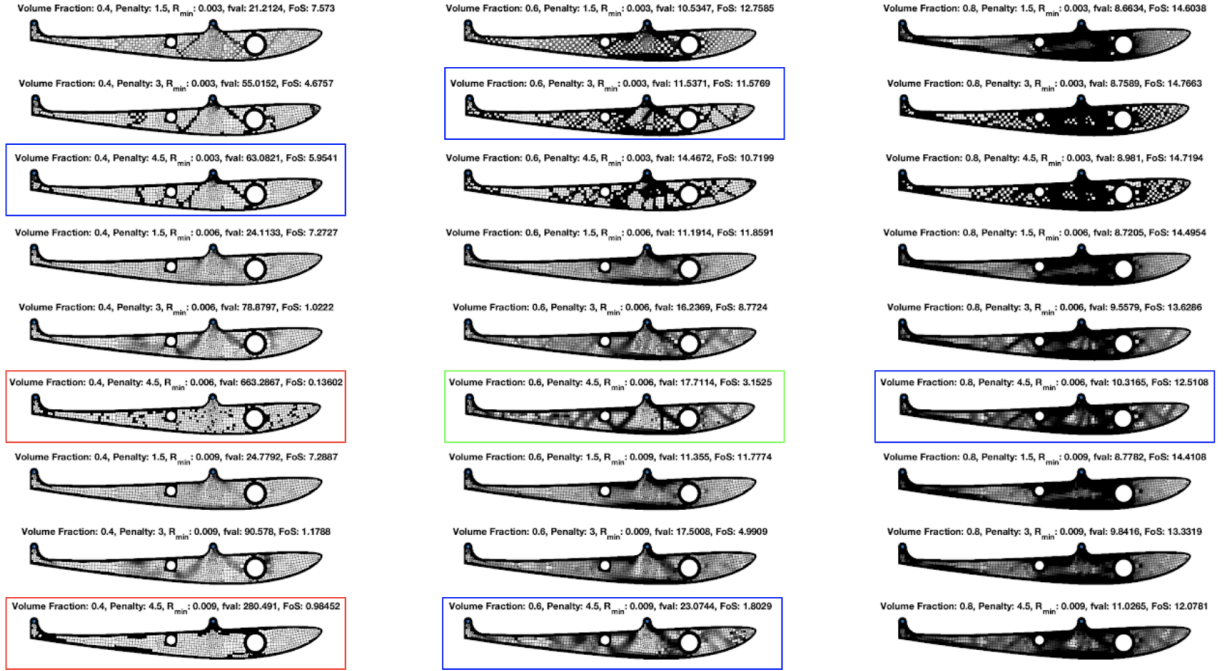 Volume Fraction: 0.4, Penalty: 1.5, R_min: 0.003, fval: 21.2124, FoS: 7.573
Volume Fraction: 0.6, Penalty: 1.5, R_min: 0.003, fval: 10.5347, FoS: 12.7585
Volume Fraction: 0.8, Penalty: 1.5, R_min: 0.003, fval: 8.6634, FoS: 14.6038
Volume Fraction: 0.4, Penalty: 3, R_min: 0.003, fval: 55.0152, FoS: 4.6757
Volume Fraction: 0.6, Penalty: 3, R_min: 0.003, fval: 11.5371, FoS: 11.5769
Volume Fraction: 0.8, Penalty: 3, R_min: 0.003, fval: 8.7589, FoS: 14.7663
Volume Fraction: 0.4, Penalty: 4.5, R_min: 0.003, fval: 63.0821, FoS: 5.9541
Volume Fraction: 0.6, Penalty: 4.5, R_min: 0.003, fval: 14.4672, FoS: 10.7199
Volume Fraction: 0.8, Penalty: 4.5, R_min: 0.003, fval: 8.981, FoS: 14.7194
Volume Fraction: 0.4, Penalty: 1.5, R_min: 0.006, fval: 24.1133, FoS: 7.2727
Volume Fraction: 0.6, Penalty: 1.5, R_min: 0.006, fval: 11.1914, FoS: 11.8591
Volume Fraction: 0.8, Penalty: 1.5, R_min: 0.006, fval: 8.7205, FoS: 14.4954
Volume Fraction: 0.4, Penalty: 3, R_min: 0.006, fval: 78.8797, FoS: 1.0222
Volume Fraction: 0.6, Penalty: 3, R_min: 0.006, fval: 16.2369, FoS: 8.7724
Volume Fraction: 0.8, Penalty: 3, R_min: 0.006, fval: 9.5579, FoS: 13.6286
Volume Fraction: 0.4, Penalty: 4.5, R_min: 0.006, fval: 663.2867, FoS: 0.13602
Volume Fraction: 0.6, Penalty: 4.5, R_min: 0.006, fval: 17.7114, FoS: 3.1525
Volume Fraction: 0.8, Penalty: 4.5, R_min: 0.006, fval: 10.3165, FoS: 12.5108
Volume Fraction: 0.4, Penalty: 1.5, R_min: 0.009, fval: 24.7792, FoS: 7.2887
Volume Fraction: 0.6, Penalty: 1.5, R_min: 0.009, fval: 11.355, FoS: 11.7774
Volume Fraction: 0.8, Penalty: 1.5, R_min: 0.009, fval: 8.7782, FoS: 14.4108
Volume Fraction: 0.4, Penalty: 3, R_min: 0.009, fval: 90.578, FoS: 1.1788
Volume Fraction: 0.6, Penalty: 3, R_min: 0.009, fval: 17.5008, FoS: 4.9909
Volume Fraction: 0.8, Penalty: 3, R_min: 0.009, fval: 9.8416, FoS: 13.3319
Volume Fraction: 0.4, Penalty: 4.5, R_min: 0.009, fval: 280.491, FoS: 0.98452
Volume Fraction: 0.6, Penalty: 4.5, R_min: 0.009, fval: 23.0744, FoS: 1.8029
Volume Fraction: 0.8, Penalty: 4.5, R_min: 0.009, fval: 11.0265, FoS: 12.0781